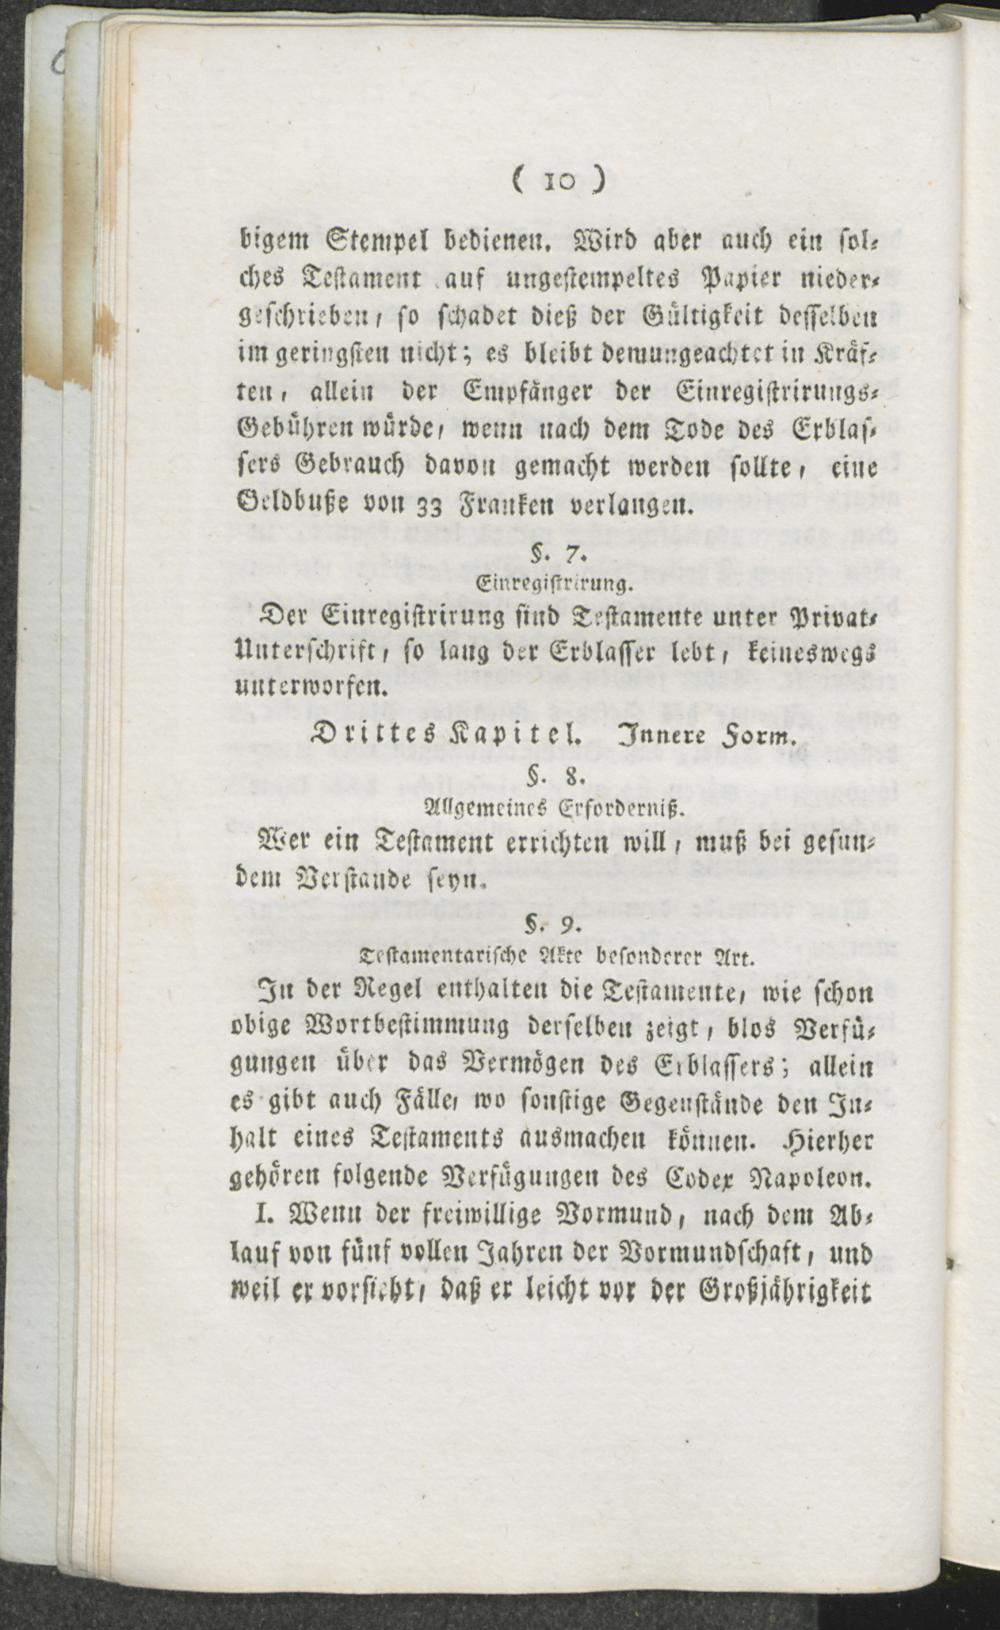 ( 10 )
bigem Stempel bedienen. Wird aber auch ein sol-
ches Testament auf ungestempeltes Papier nieder-
geschrieben, so schadet dieß der Gültigkeit desselben
im geringsten nicht; es bleibt demungeachtet in Kräf-
ten, allein der Empfänger der Einregistrirungs-
Gebühren würde, wenn nach dem Tode des Erblas-
sers Gebrauch davon gemacht werden sollte, eine
Geldbuße von 33 Franken verlangen.
§. 7.
Einregistrirung.
Der Einregistrirung sind Testamente unter Privat-
Unterschrift, so lang der Erblasser lebt, keineswegs
unterworfen.
Drittes Kapitel. Innere Form.
§. 8.
Allgemeines Erforderniß.
Wer ein Testament errichten will, muß bei gesun-
dem Verstande seyn.
§. 9.
Testamentarische Akte besonderer Art.
In der Regel enthalten die Testamente, wie schon
obige Wortbestimmung derselben zeigt, blos Verfü-
gungen über das Vermögen des Erblassers; allein
es gibt auch Fälle, wo sonstige Gegenstände den In-
halt eines Testaments ausmachen können. Hierher
gehören folgende Verfügungen des Codex Napoleon.
I. Wenn der freiwillige Vormund, nach dem Ab-
lauf von fünf vollen Jahren der Vormundschaft, und
weil er vorsieht, daß er leicht vor der Großjährigkeit